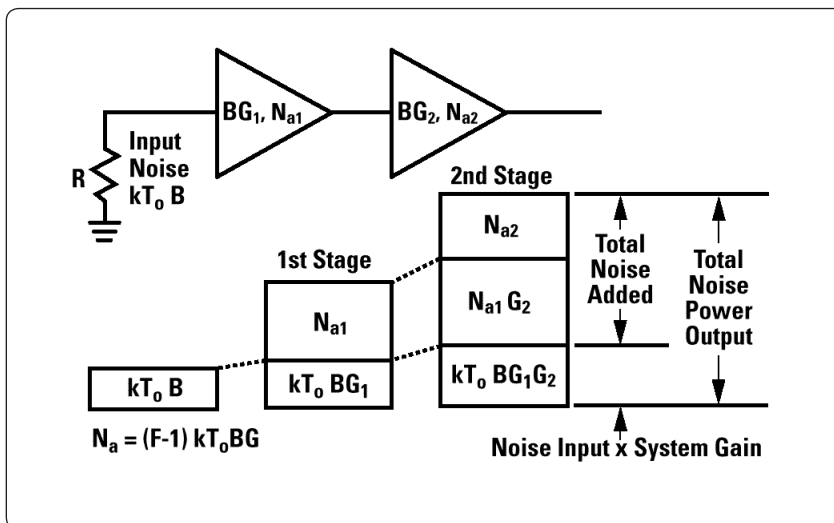 BG₁, Nₐ₁
BG₂, Nₐ₂
Input
Noise
kTₒ B
R
2nd Stage
1st Stage
Nₐ₂
Nₐ₁
Nₐ₁ G₂
kTₒ B
kTₒ BG₁
kTₒ BG₁G₂
Total
Noise
Added
Total
Noise
Power
Output
Nₐ = (F-1) kTₒBG
Noise Input x System Gain